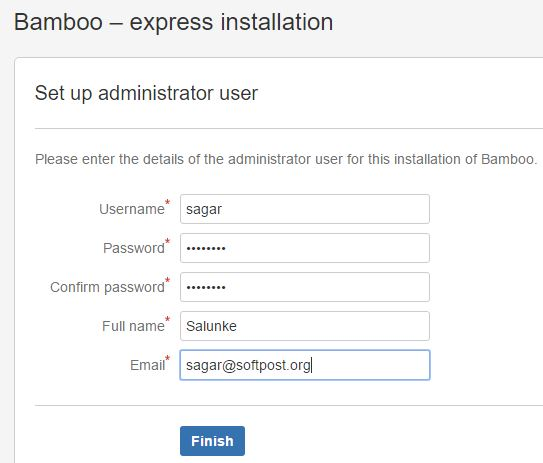 Bamboo – express installation
Set up administrator user
Please enter the details of the administrator user for this installation of Bamboo.
Username* sagar
Password* ••••••••
Confirm password* ••••••••
Full name* Salunke
Email* sagar@softpost.org
Finish